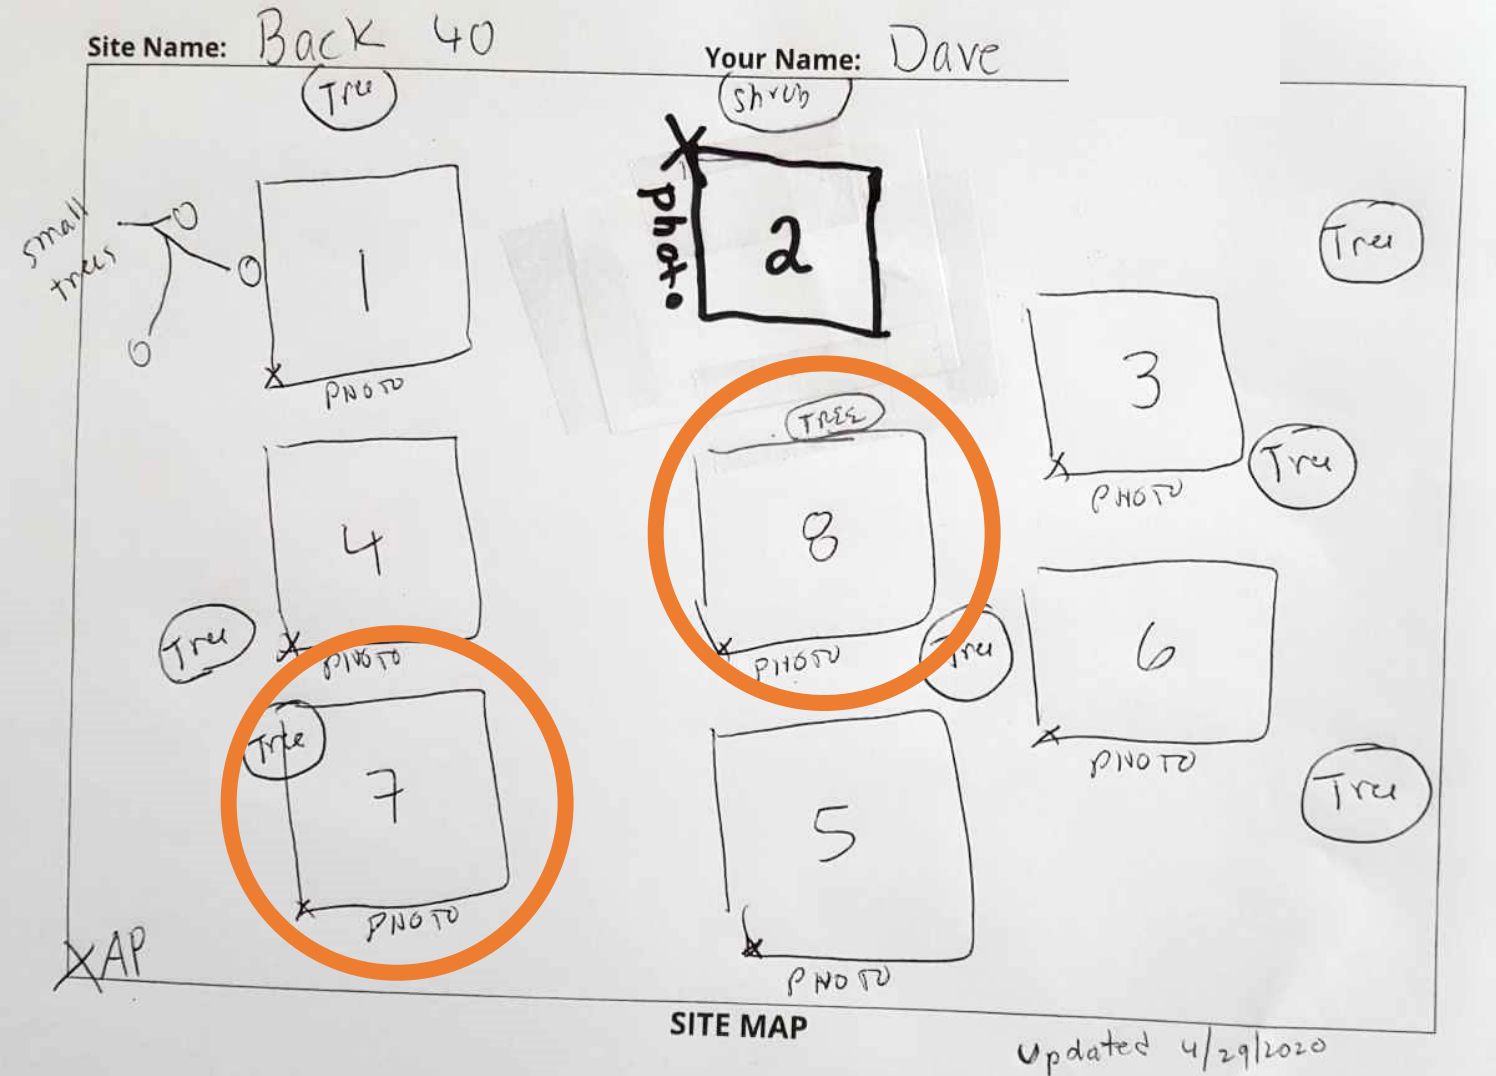 Site Name: Back 40
Your Name: Dave
Tree
shrub
small
trees
1
PHOTO
X photo
2
Tree
3
PHOTO
Tree
4
PHOTO
Tree
TREE
8
PHOTO
Tree
6
PHOTO
Tree
7
PHOTO
5
PHOTO
Tree
X AP
SITE MAP
Updated 4/29/2020